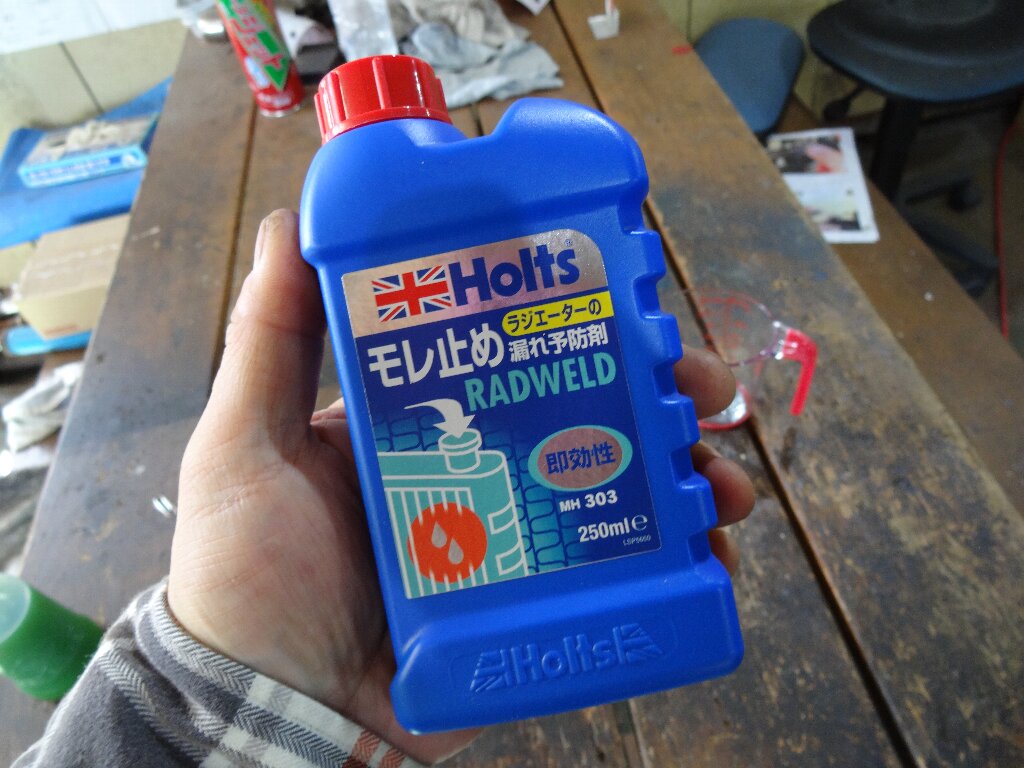 Holts®
ラジエーターの
モレ止め 漏れ予防剤
RADWELD
即効性
MH 303
250ml℮
LSP5600
Holts